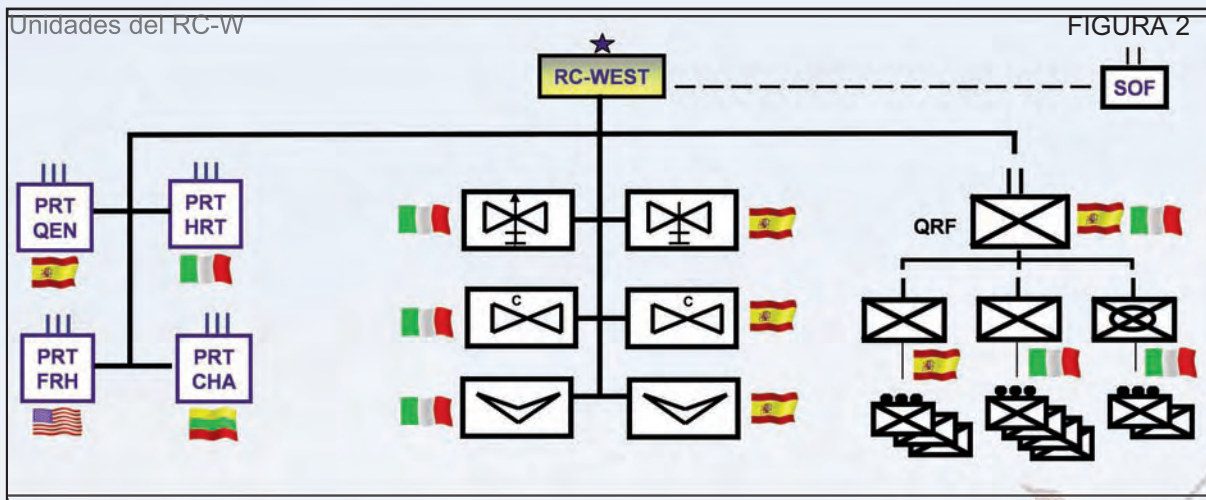 Unidades del RC-W
FIGURA 2
RC-WEST
SOF
PRT
QEN
PRT
HRT
QRF
C
C
PRT
FRH
PRT
CHA